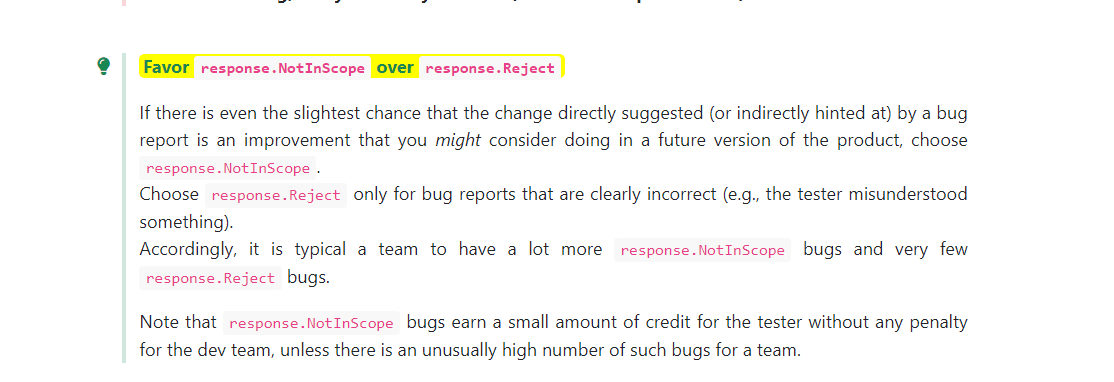 Favor response.NotInScope over response.Reject
If there is even the slightest chance that the change directly suggested (or indirectly hinted at) by a bug
report is an improvement that you might consider doing in a future version of the product, choose
response.NotInScope .
Choose response.Reject only for bug reports that are clearly incorrect (e.g., the tester misunderstood
something).
Accordingly, it is typical a team to have a lot more response.NotInScope bugs and very few
response.Reject bugs.
Note that response.NotInScope bugs earn a small amount of credit for the tester without any penalty
for the dev team, unless there is an unusually high number of such bugs for a team.